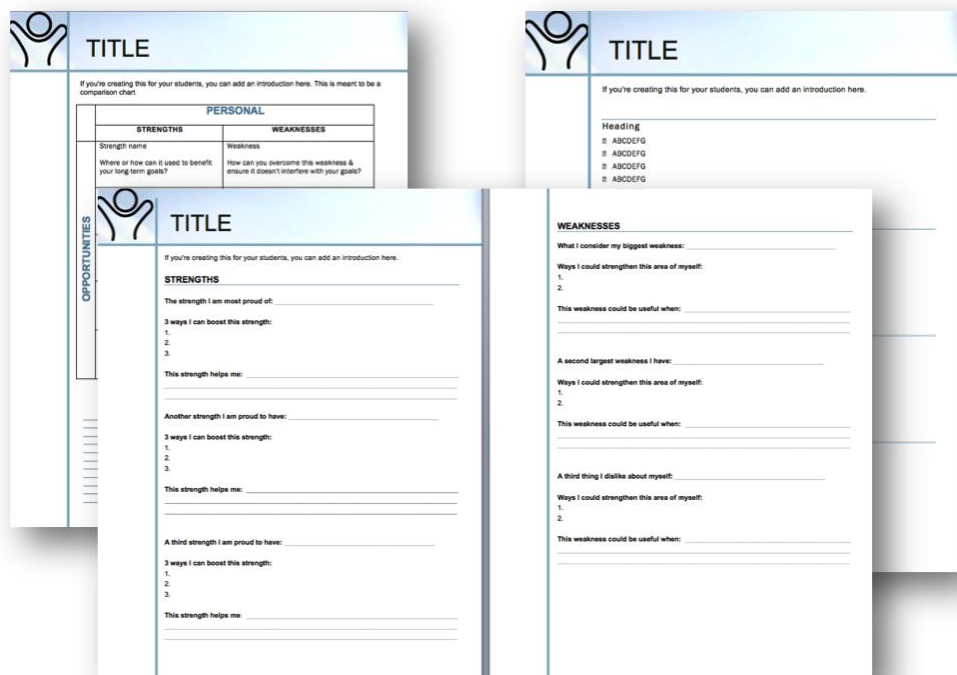 TITLE
If you're creating this for your students, you can add an introduction here. This is meant to be a
comparison chart
PERSONAL
STRENGTHS
WEAKNESSES
Strength name
Where or how can it used to benefit
your long-term goals?
Weakness
How can you overcome this weakness &
ensure it doesn't interfere with your goals?
OPPORTUNITIES
TITLE
If you're creating this for your students, you can add an introduction here.
Heading
ABCDEFG
ABCDEFG
ABCDEFG
ABCDEFG
TITLE
If you're creating this for your students, you can add an introduction here.
STRENGTHS
The strength I am most proud of:
3 ways I can boost this strength:
1.
2.
3.
This strength helps me:
Another strength I am proud to have:
3 ways I can boost this strength:
1.
2.
3.
This strength helps me:
A third strength I am proud to have:
3 ways I can boost this strength:
1.
2.
3.
This strength helps me:
WEAKNESSES
What I consider my biggest weakness:
Ways I could strengthen this area of myself:
1.
2.
This weakness could be useful when:
A second largest weakness I have:
Ways I could strengthen this area of myself:
1.
2.
This weakness could be useful when:
A third thing I dislike about myself:
Ways I could strengthen this area of myself:
1.
2.
This weakness could be useful when: